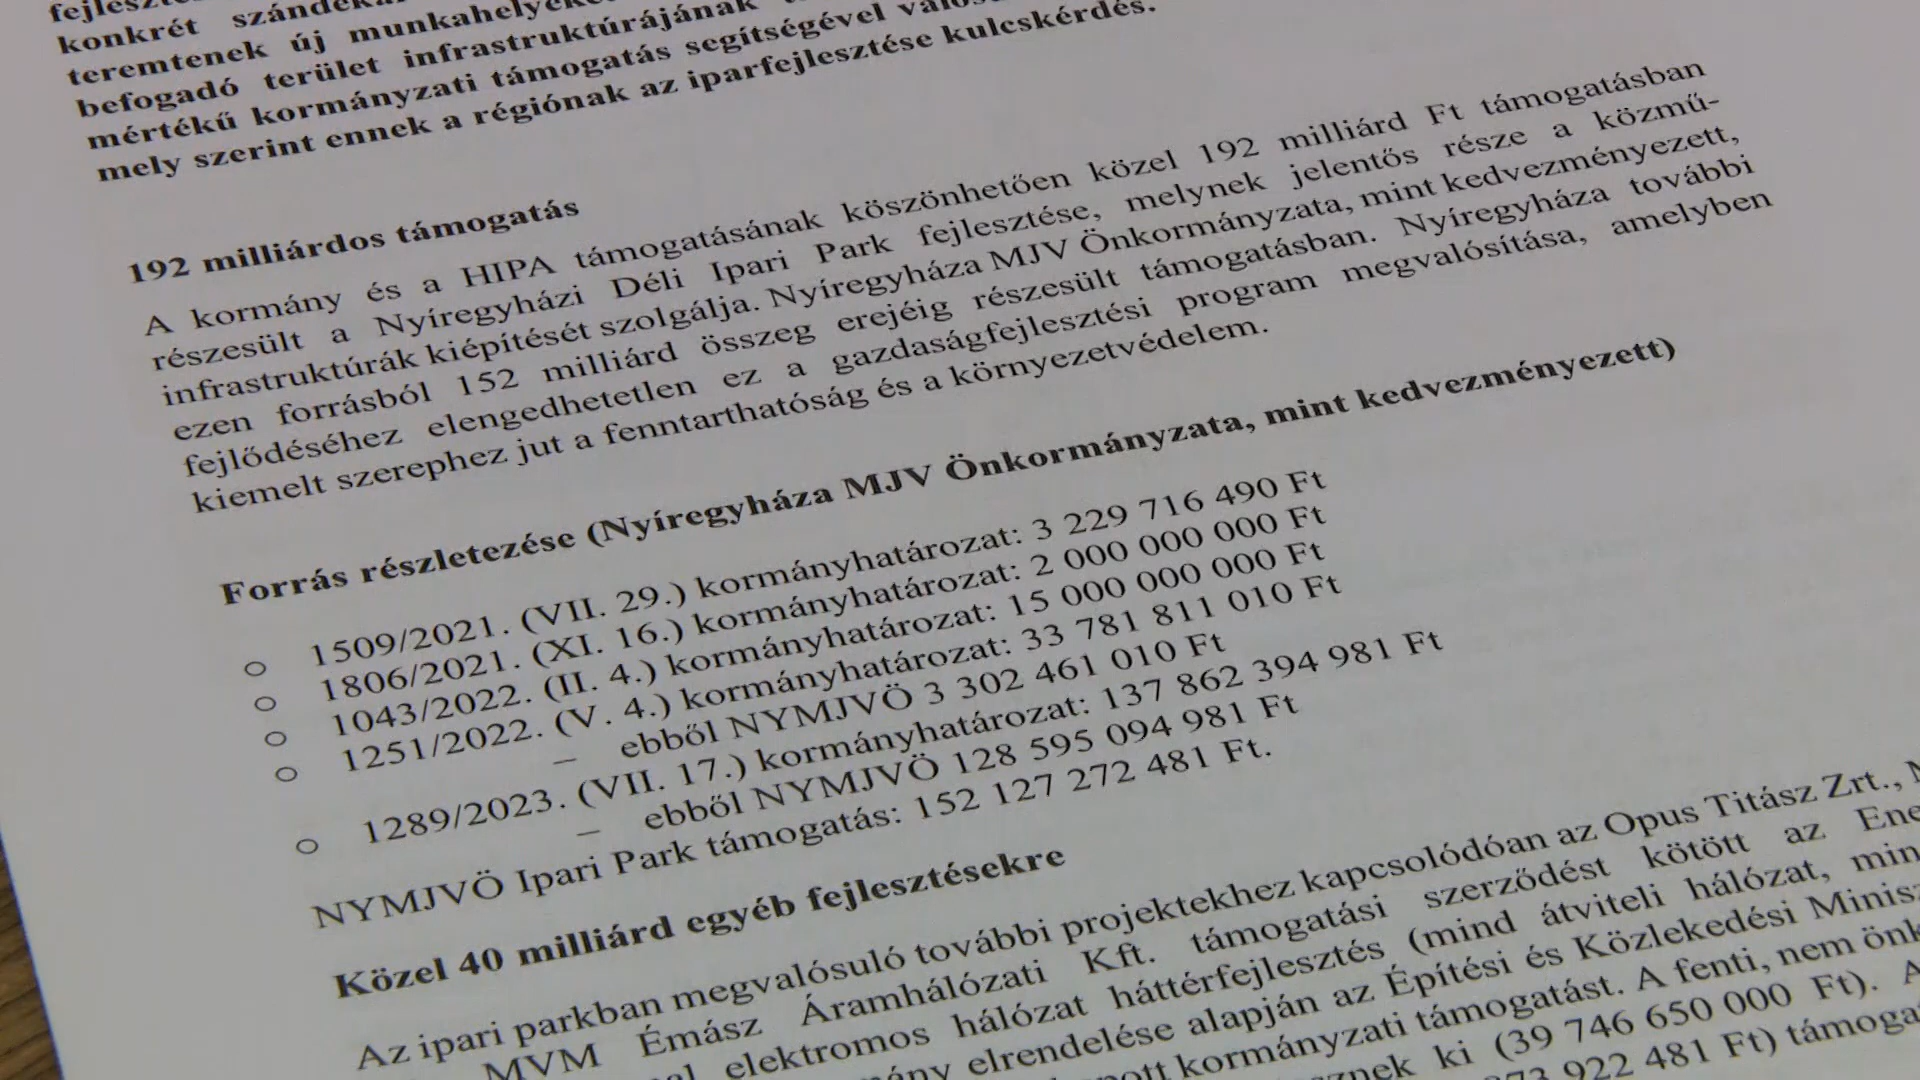 konkrét
teremtenek új
befogadó terület infrastruktúrájának
mértékű kormányzati támogatás segítségével
mely szerint ennek a régiónak az iparfejlesztése kulcskérdés.
192 milliárdos támogatás
A kormány és a HIPA támogatásának köszönhetően közel 192 milliárd Ft támogatásban
részesült a Nyíregyházi Déli Ipari Park fejlesztése, melynek jelentős része a közmű-
infrastruktúrák kiépítését szolgálja. Nyíregyháza MJV Önkormányzata, mint kedvezményezett,
ezen forrásból 152 milliárd összeg erejéig részesült támogatásban. Nyíregyháza további
fejlődéséhez elengedhetetlen ez a gazdaságfejlesztési program megvalósítása, amelyben
kiemelt szerephez jut a fenntarthatóság és a környezetvédelem.
Forrás részletezése (Nyíregyháza MJV Önkormányzata, mint kedvezményezett)
○ 1509/2021. (VII. 29.) kormányhatározat: 3 229 716 490 Ft
○ 1806/2021. (XI. 16.) kormányhatározat: 2 000 000 000 Ft
○ 1043/2022. (II. 4.) kormányhatározat: 15 000 000 000 Ft
○ 1251/2022. (V. 4.) kormányhatározat: 33 781 811 010 Ft
– ebből NYMJVÖ 3 302 461 010 Ft
○ 1289/2023. (VII. 17.) kormányhatározat: 137 862 394 981 Ft
– ebből NYMJVÖ 128 595 094 981 Ft
NYMJVÖ Ipari Park támogatás: 152 127 272 481 Ft.
Közel 40 milliárd egyéb fejlesztésekre
Az ipari parkban megvalósuló további projektekhez kapcsolódóan az Opus Titász Zrt.,
MVM Émász Áramhálózati Kft. támogatási szerződést kötött az
elektromos hálózat háttérfejlesztés (mind átviteli hálózat,
elrendelése alapján az Építési és Közlekedési
kormányzati támogatást. A fenti, nem
ki (39 746 650 000 Ft).
922 481 Ft)